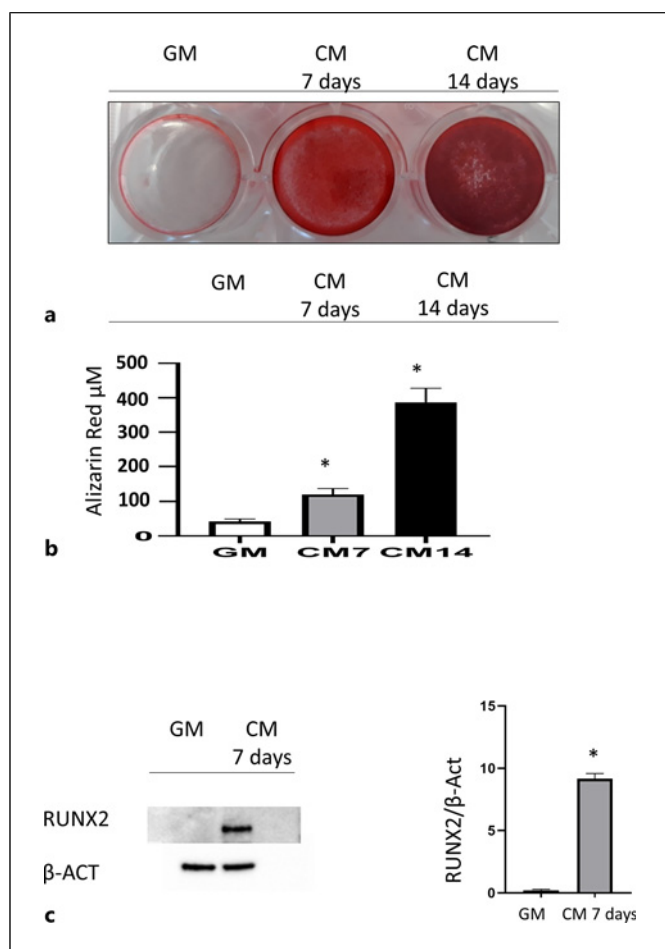 GM CM CM
7 days 14 days
GM CM CM
a 7 days 14 days
500
400
300
200
100
0
Alizarin Red µM
* *
GM CM7 CM14
b
GM CM
7 days
RUNX2
β-ACT
15
10
5
0
RUNX2/β-Act
*
GM CM 7 days
c